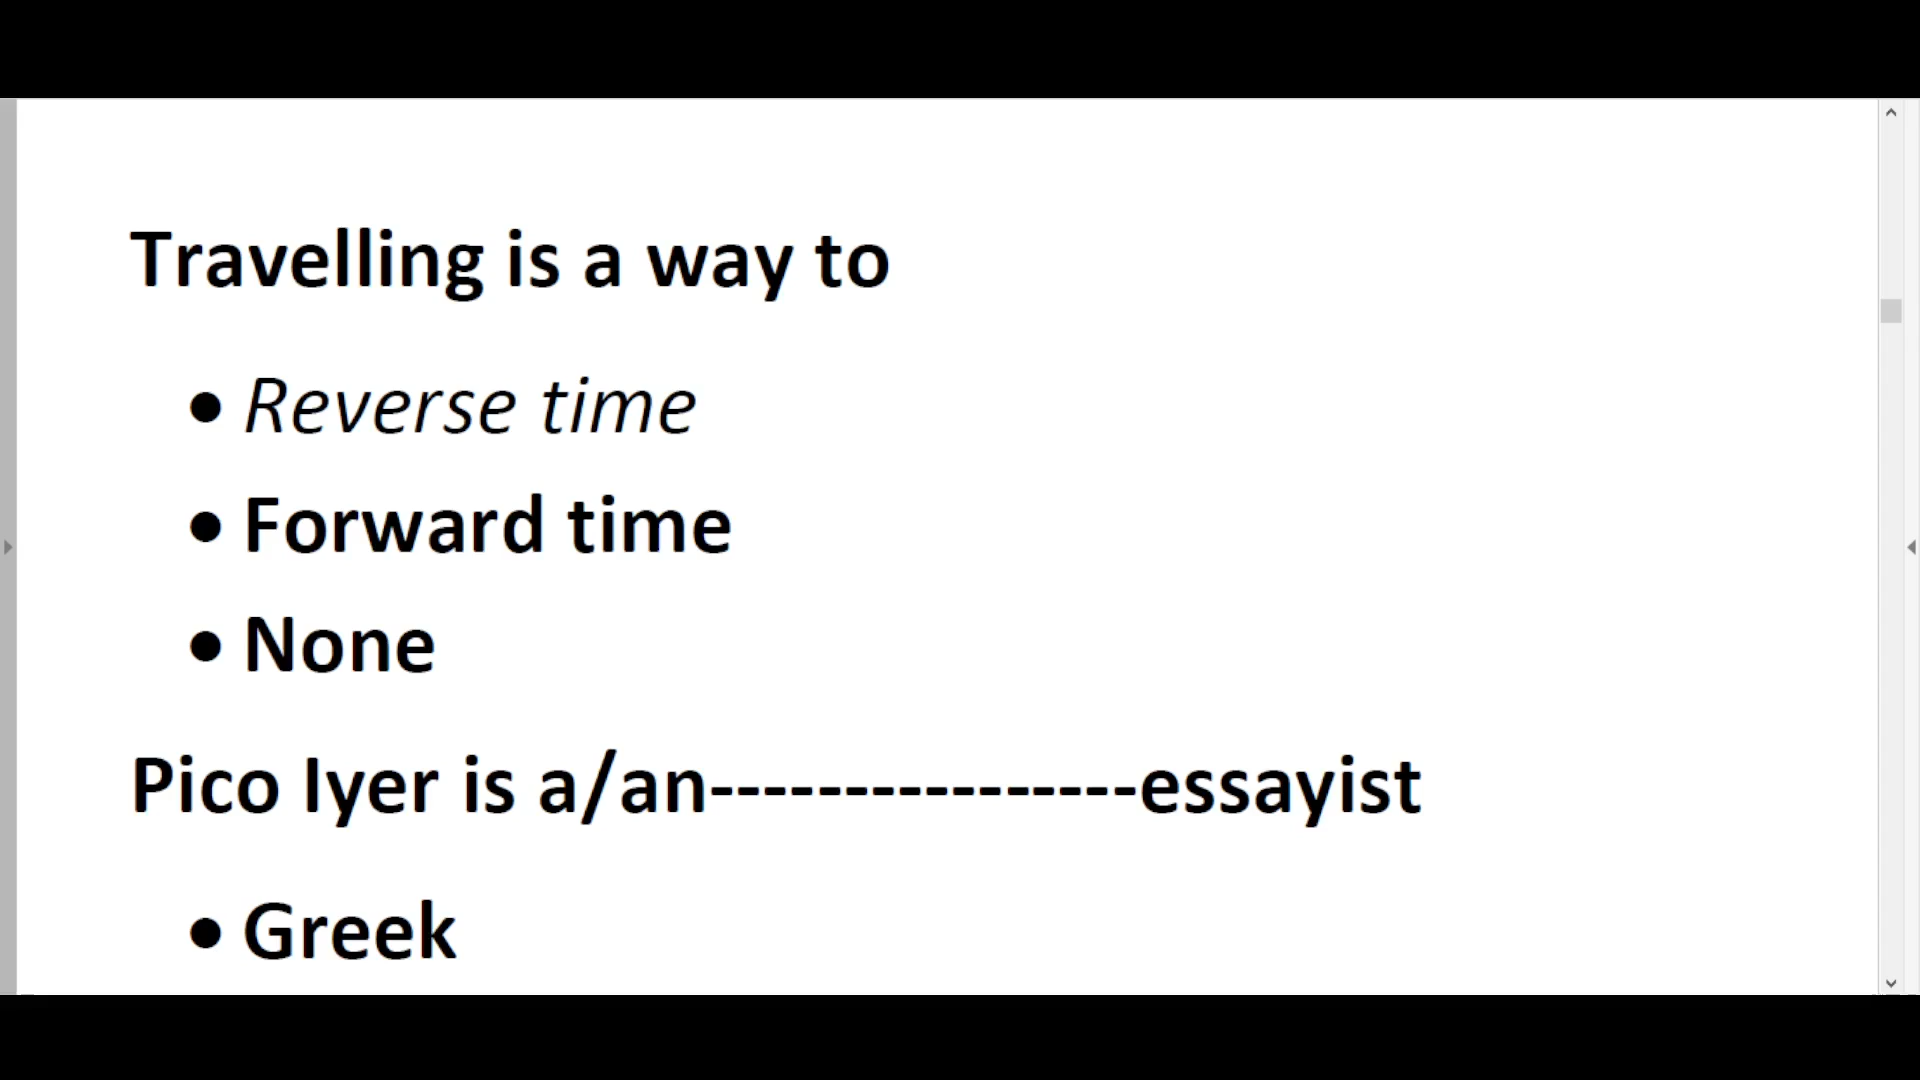 Travelling is a way to
• Reverse time
• Forward time
• None
Pico Iyer is a/an----------------essayist
• Greek